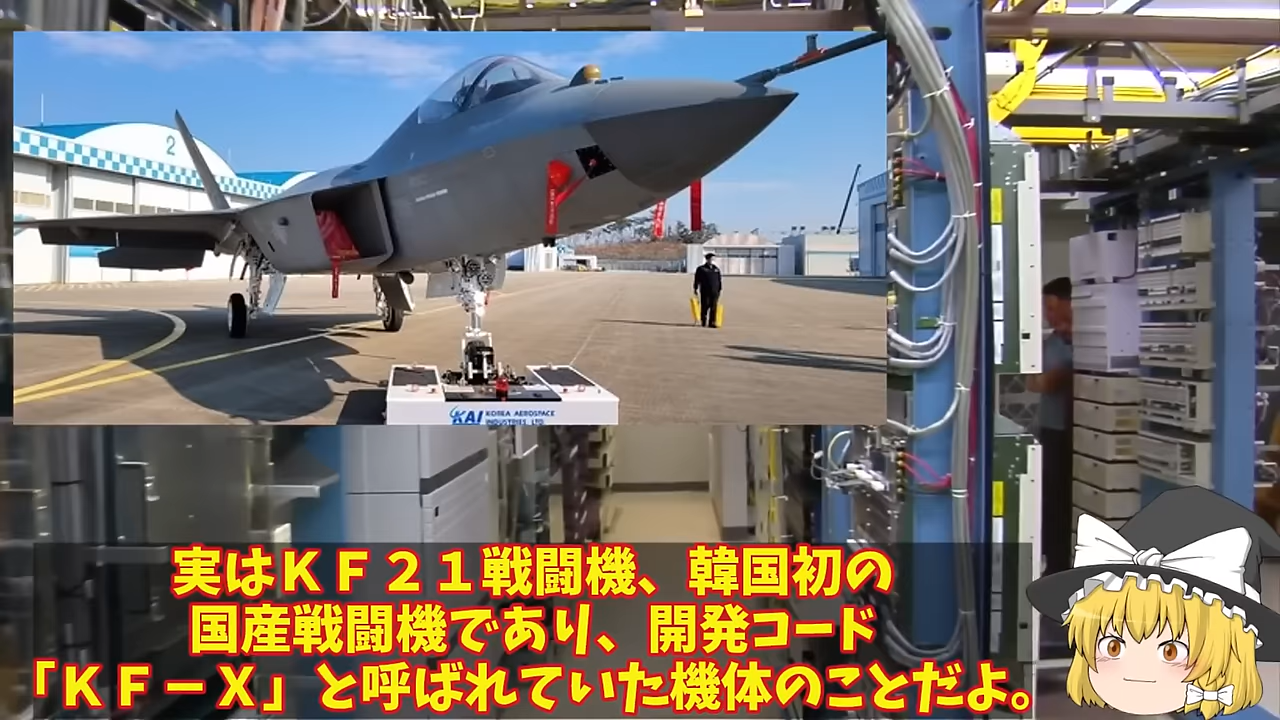 2
KAI KOREA AEROSPACE
INDUSTRIES, LTD.
実はＫＦ２１戦闘機、韓国初の
国産戦闘機であり、開発コード
「ＫＦ－Ｘ」と呼ばれていた機体のことだよ。